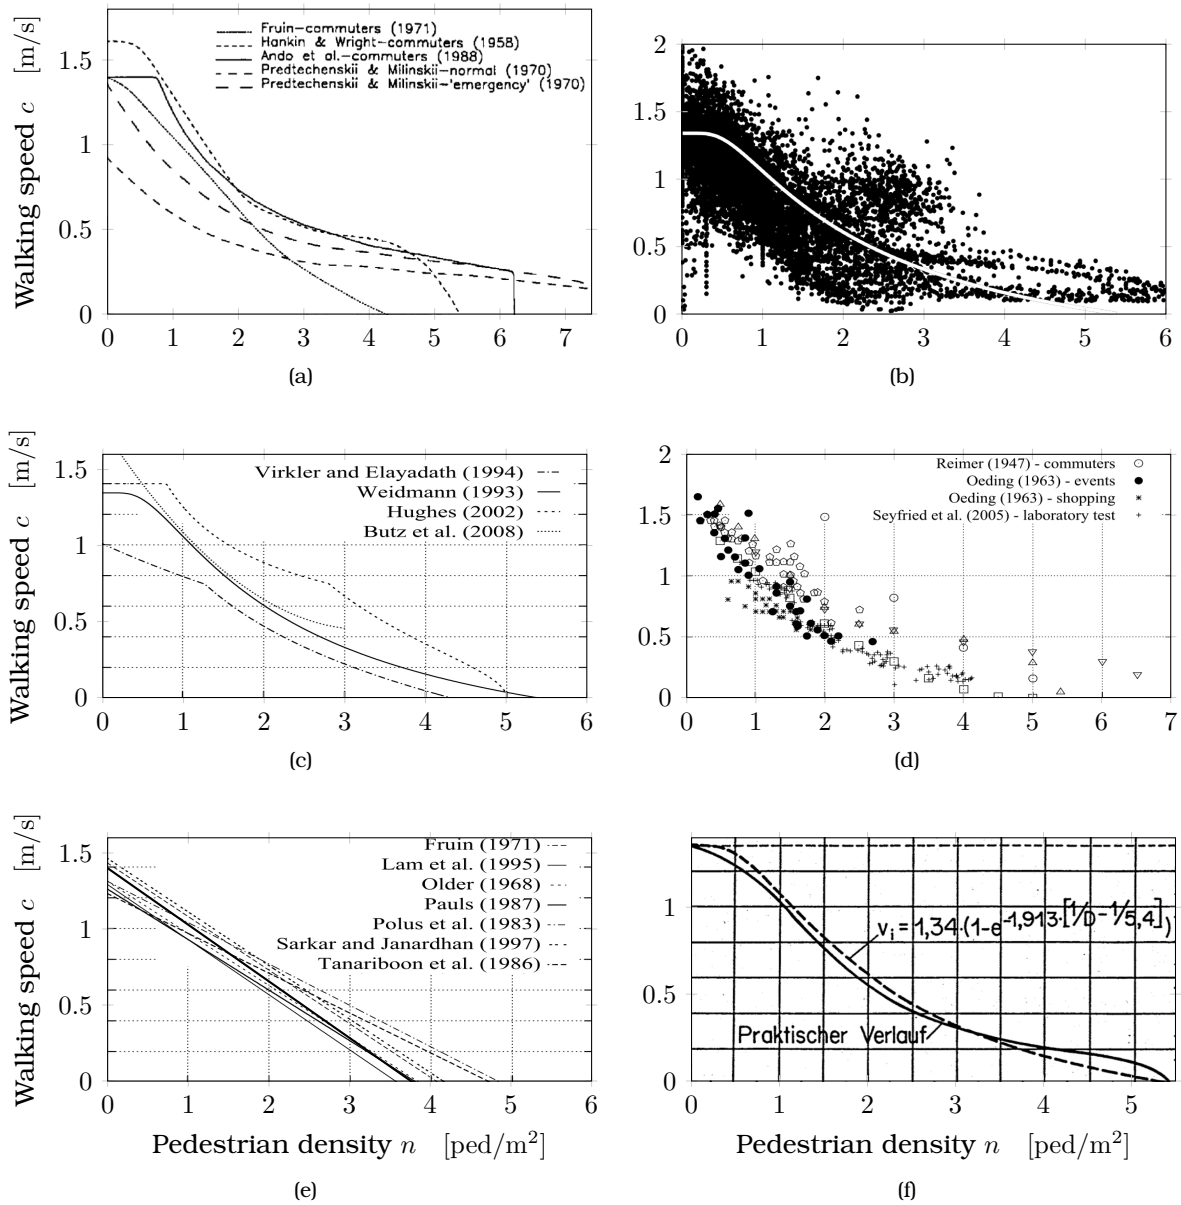 Walking speed c [m/s]
1.5
1
0.5
0
0 1 2 3 4 5 6 7
Fruin-commuters (1971)
Hankin & Wright-commuters (1958)
Ando et al.-commuters (1988)
Predtechenskii & Milinskii-normal (1970)
Predtechenskii & Milinskii-'emergency' (1970)
(a)
2
1.5
1
0.5
0
0 1 2 3 4 5 6
(b)
Walking speed c [m/s]
1.5
1
0.5
0
0 1 2 3 4 5 6
Virkler and Elayadath (1994)
Weidmann (1993)
Hughes (2002)
Butz et al. (2008)
(c)
2
1.5
1
0.5
0
0 1 2 3 4 5 6 7
Reimer (1947) - commuters
Oeding (1963) - events
Oeding (1963) - shopping
Seyfried et al. (2005) - laboratory test
(d)
Walking speed c [m/s]
1.5
1
0.5
0
0 1 2 3 4 5 6
Fruin (1971)
Lam et al. (1995)
Older (1968)
Pauls (1987)
Polus et al. (1983)
Sarkar and Janardhan (1997)
Tanariboon et al. (1986)
Pedestrian density n [ped/m²]
(e)
1
0.5
0
0 1 2 3 4 5
v_i = 1,34·(1-e^-1,913·[1/D-1/5,4])
Praktischer Verlauf
Pedestrian density n [ped/m²]
(f)